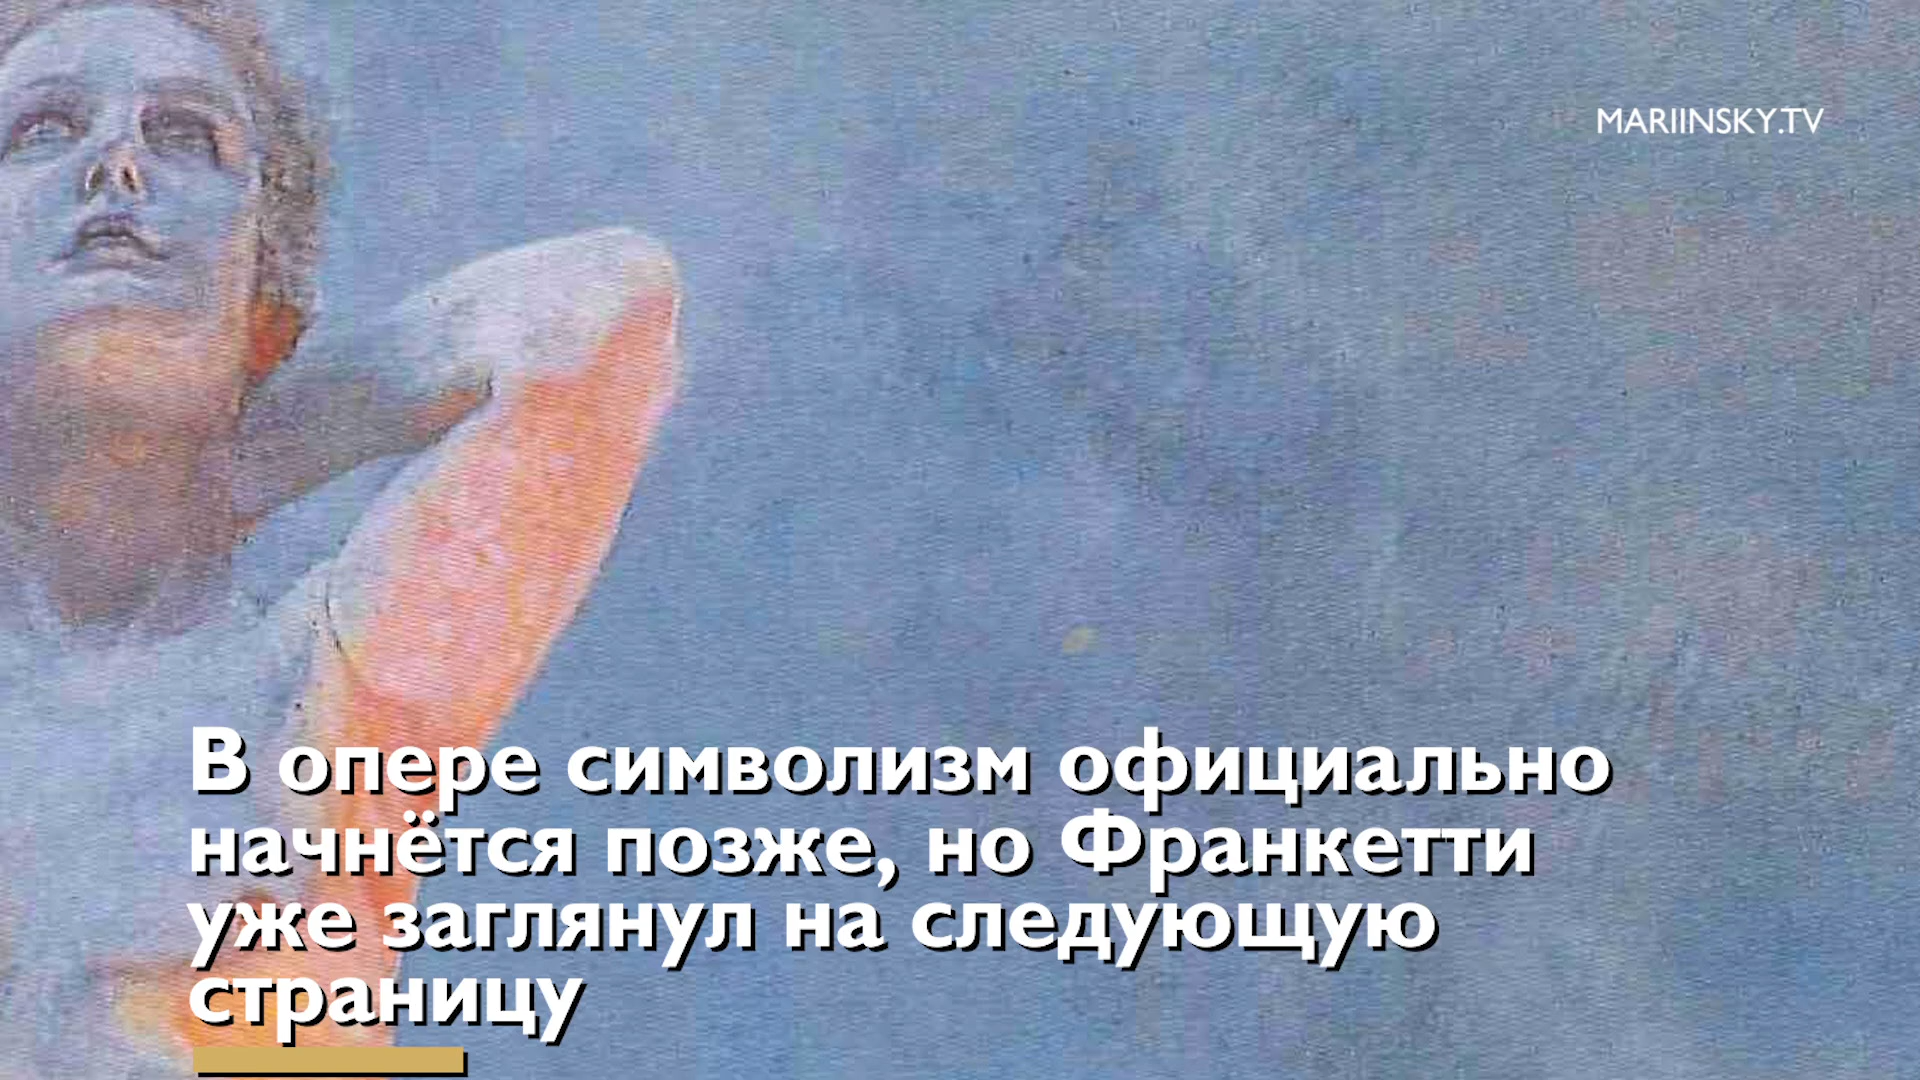 MARIINSKY.TV
В опере символизм официально
начнётся позже, но Франкетти
уже заглянул на следующую
страницу